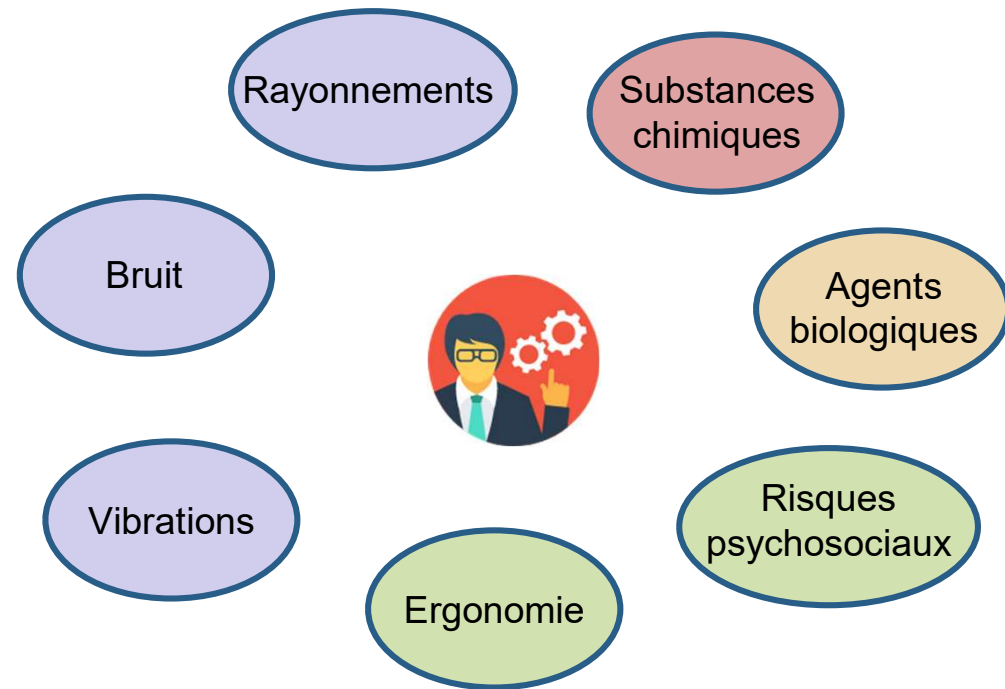 Rayonnements
Substances
chimiques
Bruit
Agents
biologiques
Vibrations
Risques
psychosociaux
Ergonomie